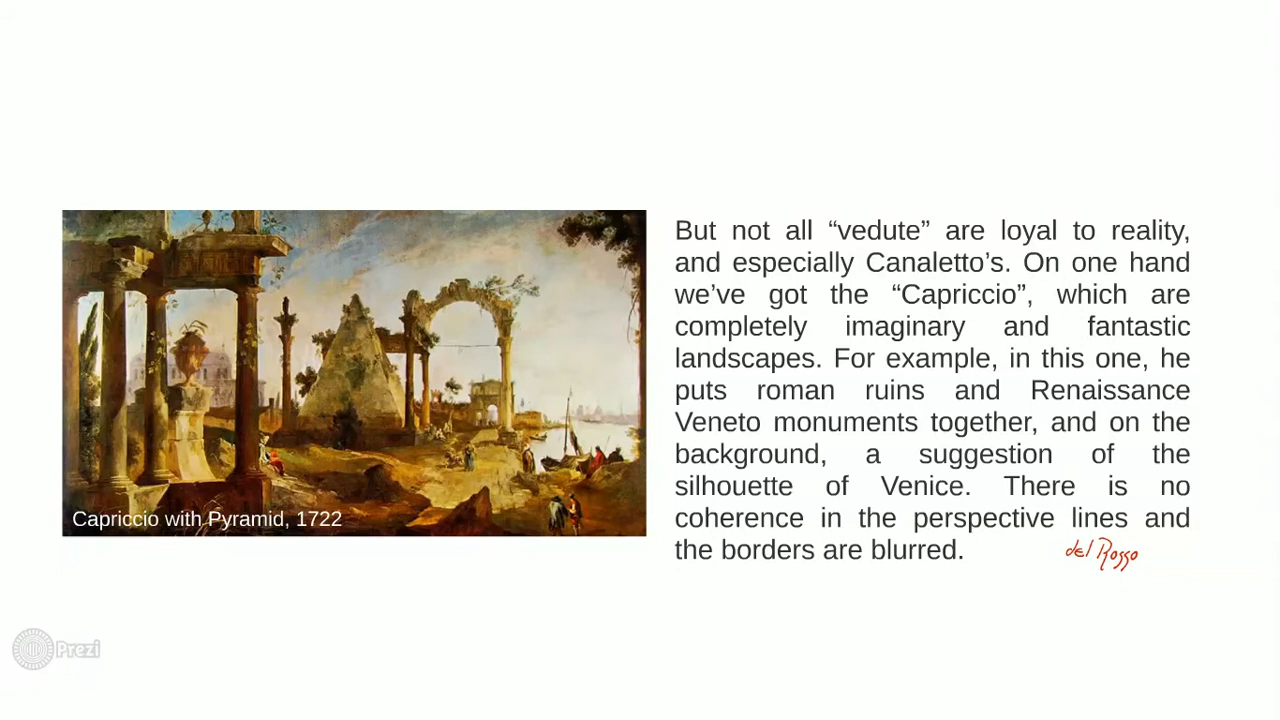 But not all “vedute” are loyal to reality,
and especially Canaletto’s. On one hand
we’ve got the “Capriccio”, which are
completely imaginary and fantastic
landscapes. For example, in this one, he
puts roman ruins and Renaissance
Veneto monuments together, and on the
background, a suggestion of the
silhouette of Venice. There is no
coherence in the perspective lines and
the borders are blurred.
del Rosso
Capriccio with Pyramid, 1722
Prezi